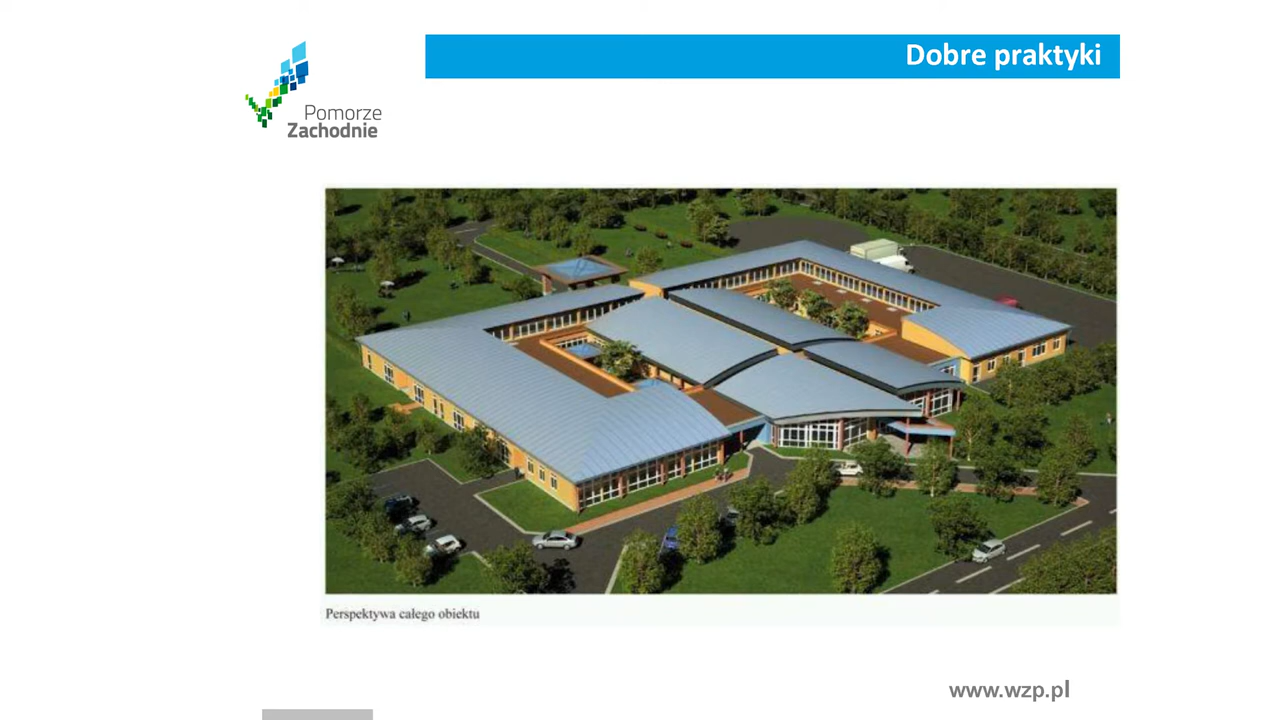 Dobre praktyki
Pomorze
Zachodnie
Perspektywa całego obiektu
www.wzp.pl